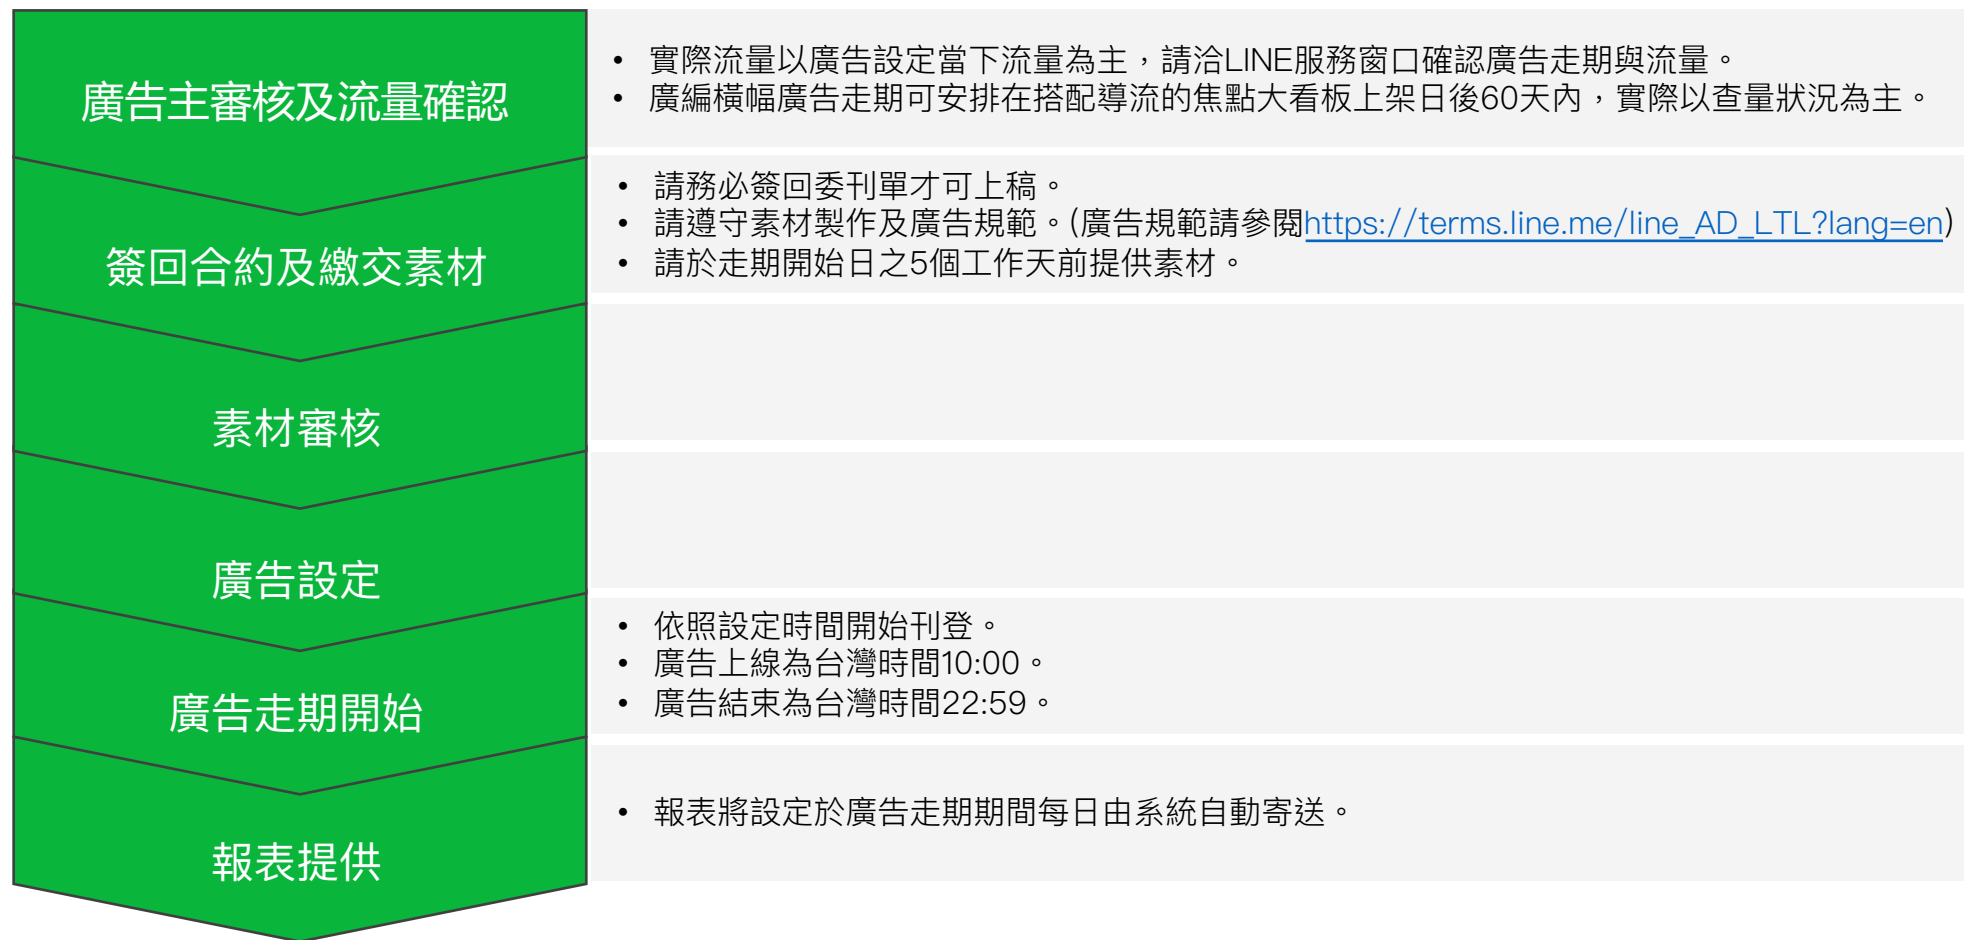 廣告主審核及流量確認
• 實際流量以廣告設定當下流量為主，請洽LINE服務窗口確認廣告走期與流量。
• 廣編橫幅廣告走期可安排在搭配導流的焦點大看板上架日後60天內，實際以查量狀況為主。
簽回合約及繳交素材
• 請務必簽回委刊單才可上稿。
• 請遵守素材製作及廣告規範。(廣告規範請參閱https://terms.line.me/line_AD_LTL?lang=en)
• 請於走期開始日之5個工作天前提供素材。
素材審核
廣告設定
廣告走期開始
• 依照設定時間開始刊登。
• 廣告上線為台灣時間10:00。
• 廣告結束為台灣時間22:59。
報表提供
• 報表將設定於廣告走期期間每日由系統自動寄送。